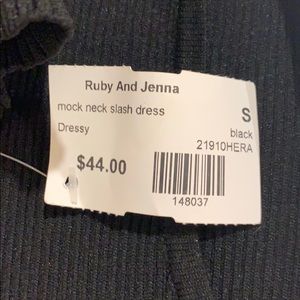 Ruby And Jenna
mock neck slash dress
S
Dressy
black
21910HERA
$44.00
148037